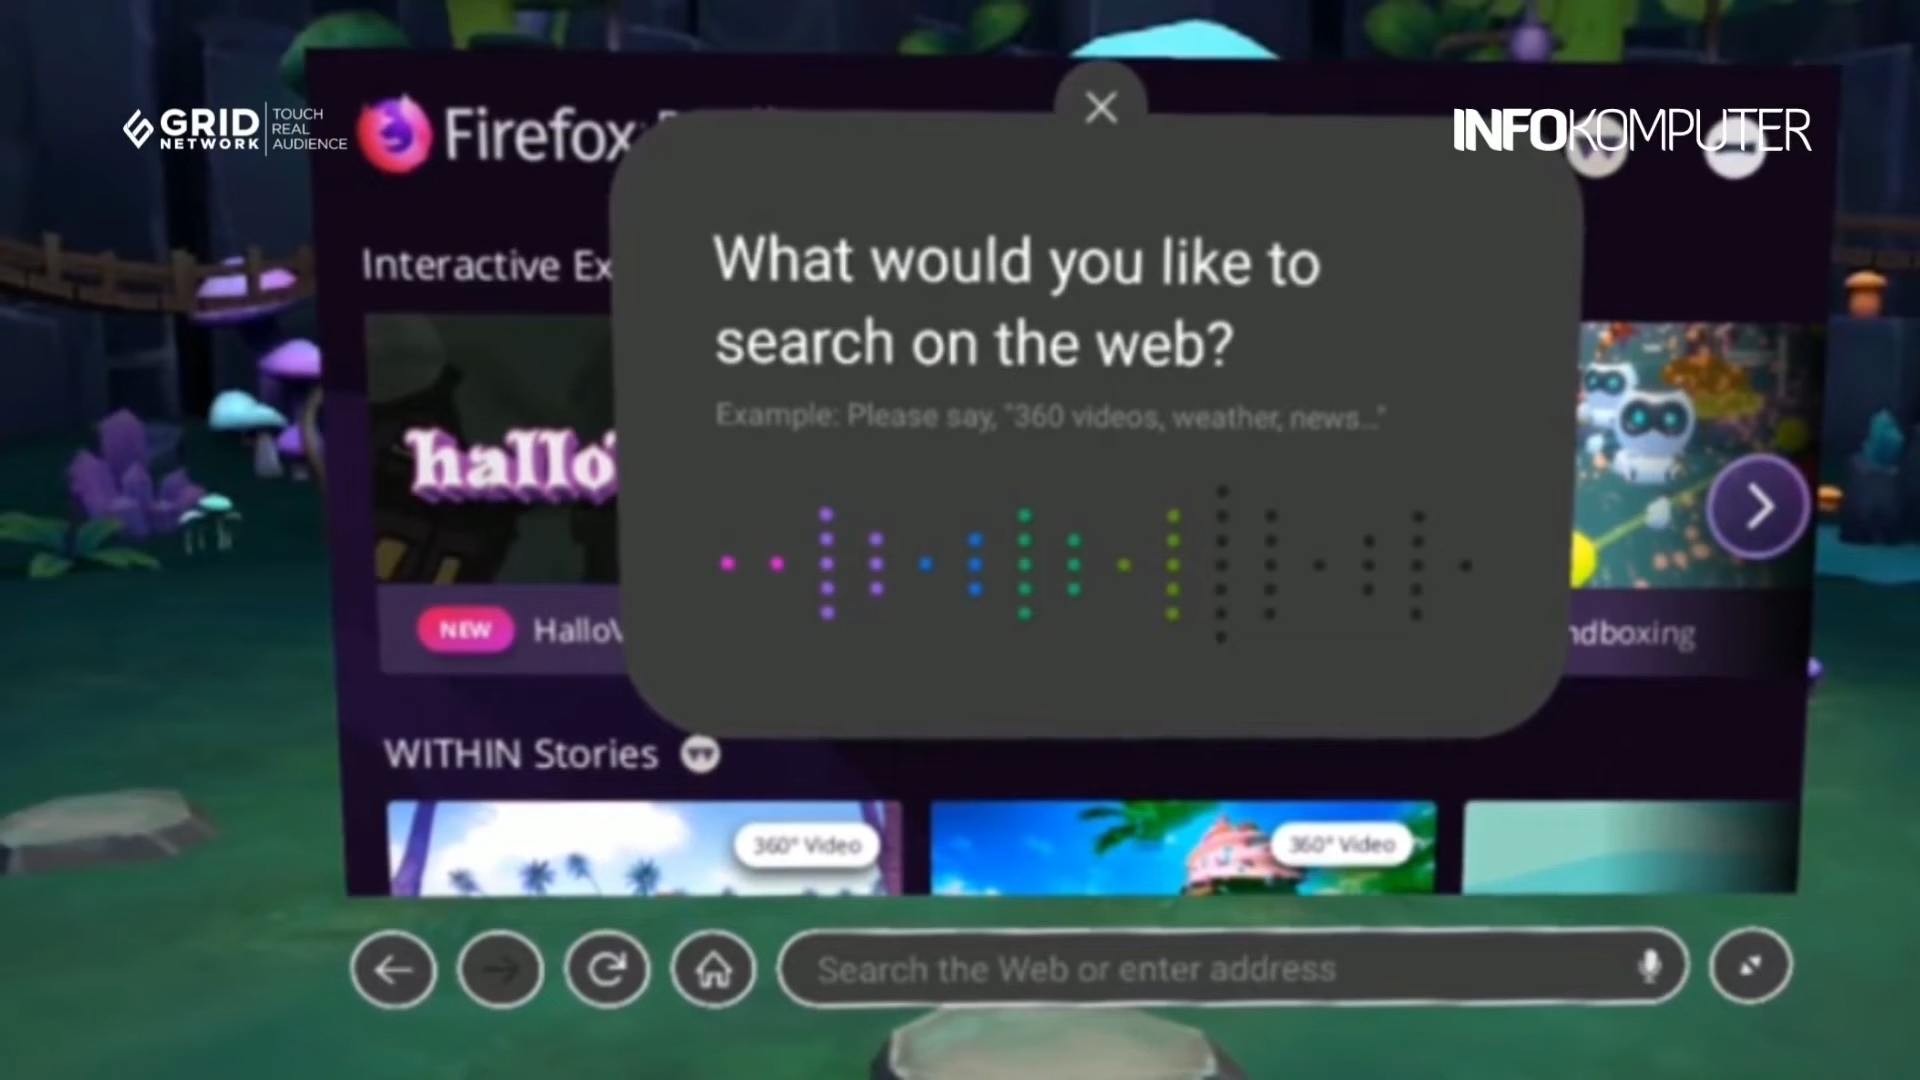 GRID
NETWORK
TOUCH
REAL
AUDIENCE
Firefox
INFOKOMPUTER
Interactive Ex
What would you like to
search on the web?
Example: Please say, "360 videos, weather, news..."
hallo
NEW
Hallo
ndboxing
WITHIN Stories
360° Video
360° Video
Search the Web or enter address